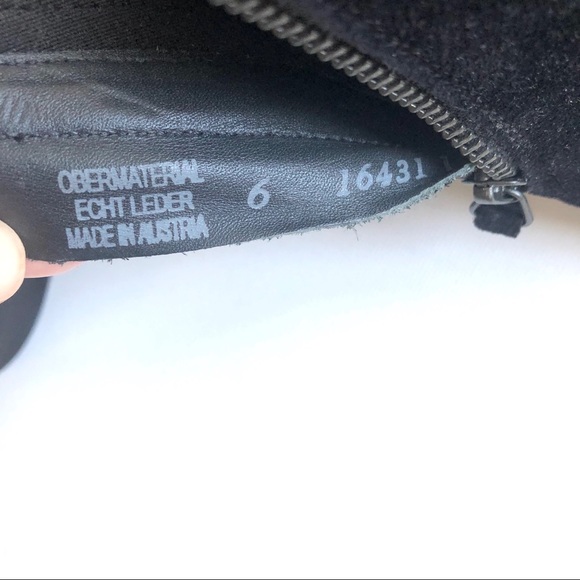 OBERMATERIAL
ECHT LEDER
MADE IN AUSTRIA
6
16431